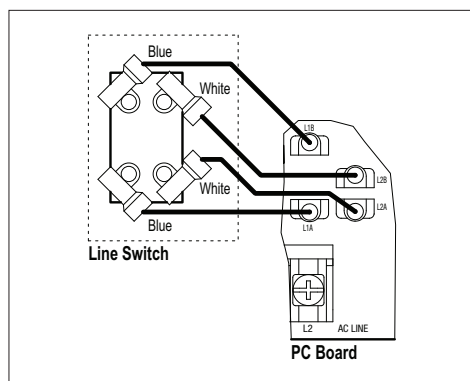 Blue
White
L1B
L2B
White
L2A
Blue
L1A
Line Switch
L2 AC LINE
PC Board